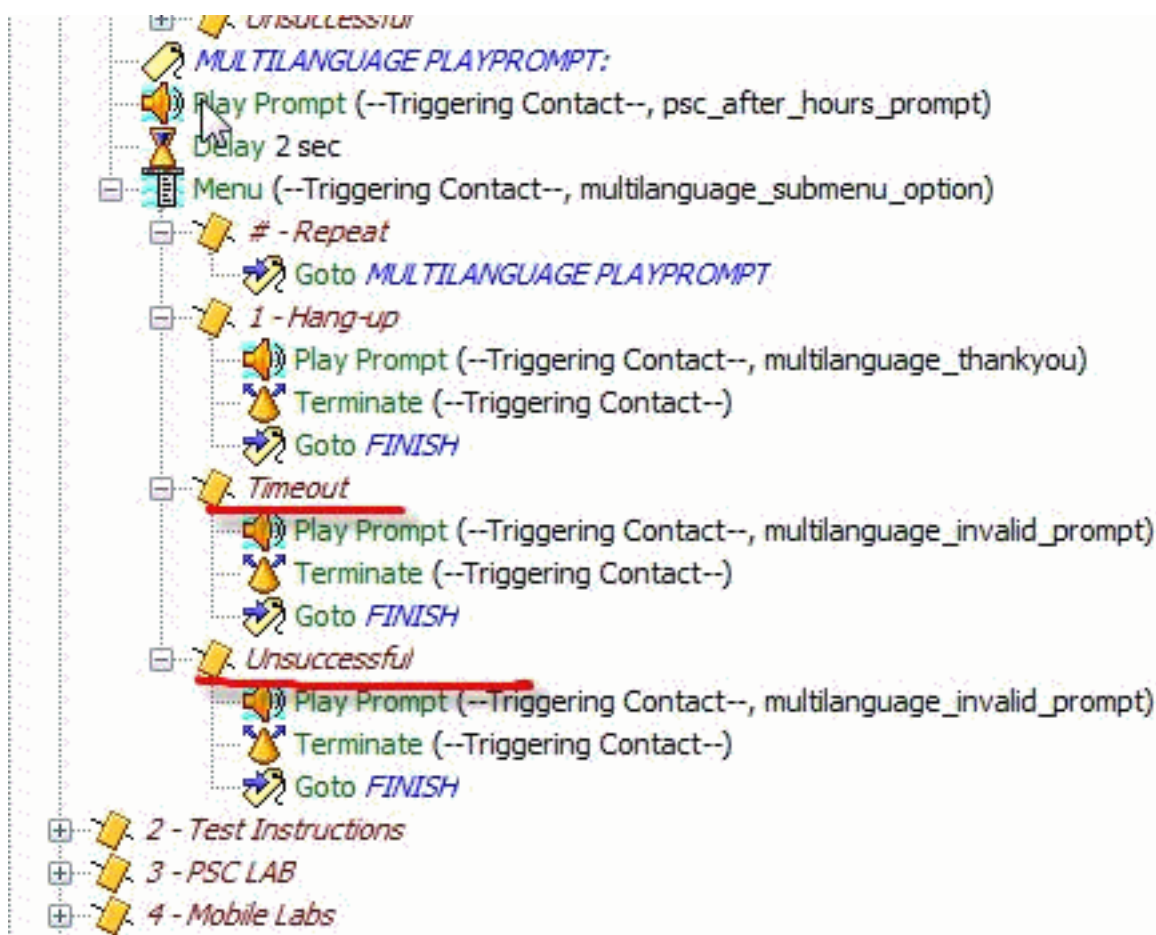 Unsuccessful
MULTILANGUAGE PLAYPROMPT:
Play Prompt (--Triggering Contact--, psc_after_hours_prompt)
Delay 2 sec
Menu (--Triggering Contact--, multilanguage_submenu_option)
# - Repeat
Goto MULTILANGUAGE PLAYPROMPT
1 - Hang-up
Play Prompt (--Triggering Contact--, multilanguage_thankyou)
Terminate (--Triggering Contact--)
Goto FINISH
Timeout
Play Prompt (--Triggering Contact--, multilanguage_invalid_prompt)
Terminate (--Triggering Contact--)
Goto FINISH
Unsuccessful
Play Prompt (--Triggering Contact--, multilanguage_invalid_prompt)
Terminate (--Triggering Contact--)
Goto FINISH
2 - Test Instructions
3 - PSC LAB
4 - Mobile Labs